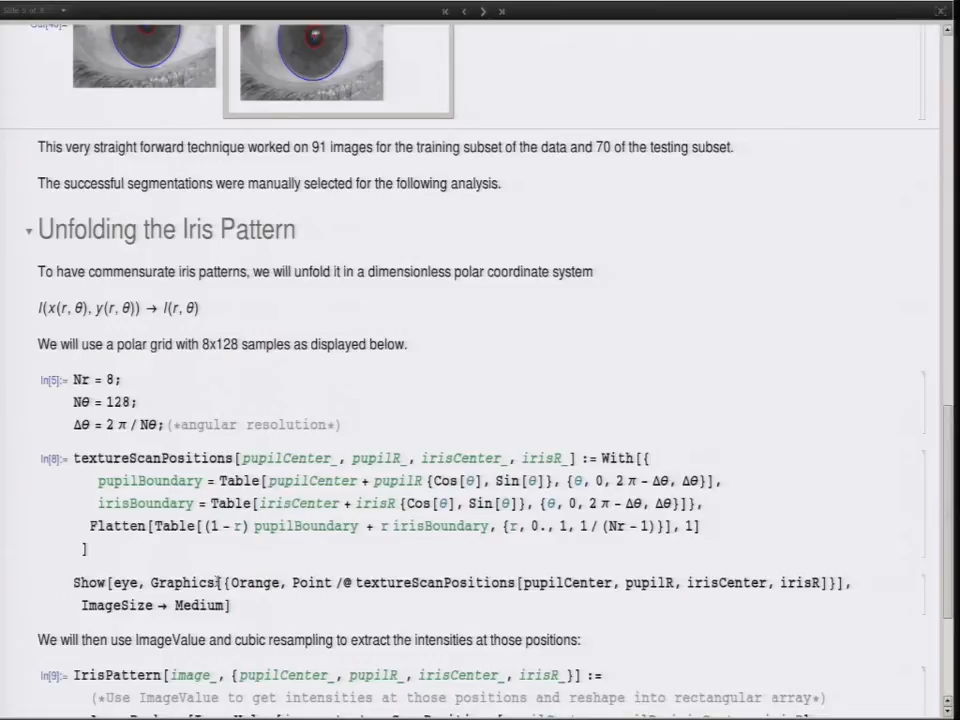 This very straight forward technique worked on 91 images for the training subset of the data and 70 of the testing subset.
The successful segmentations were manually selected for the following analysis.
Unfolding the Iris Pattern
To have commensurate iris patterns, we will unfold it in a dimensionless polar coordinate system
I(x(r, θ), y(r, θ)) → I(r, θ)
We will use a polar grid with 8x128 samples as displayed below.
In[5]:= Nr = 8;
Nθ = 128;
Δθ = 2 π / Nθ; (*angular resolution*)
In[8]:= textureScanPositions[pupilCenter_, pupilR_, irisCenter_, irisR_] := With[{
pupilBoundary = Table[pupilCenter + pupilR {Cos[θ], Sin[θ]}, {θ, 0, 2 π - Δθ, Δθ}],
irisBoundary = Table[irisCenter + irisR {Cos[θ], Sin[θ]}, {θ, 0, 2 π - Δθ, Δθ}]},
Flatten[Table[(1 - r) pupilBoundary + r irisBoundary, {r, 0., 1, 1 / (Nr - 1)}], 1]
]
Show[eye, Graphics[{Orange, Point /@ textureScanPositions[pupilCenter, pupilR, irisCenter, irisR]}],
ImageSize → Medium]
We will then use ImageValue and cubic resampling to extract the intensities at those positions:
In[9]:= IrisPattern[image_, {pupilCenter_, pupilR_, irisCenter_, irisR_}] :=
(*Use ImageValue to get intensities at those positions and reshape into rectangular array*)